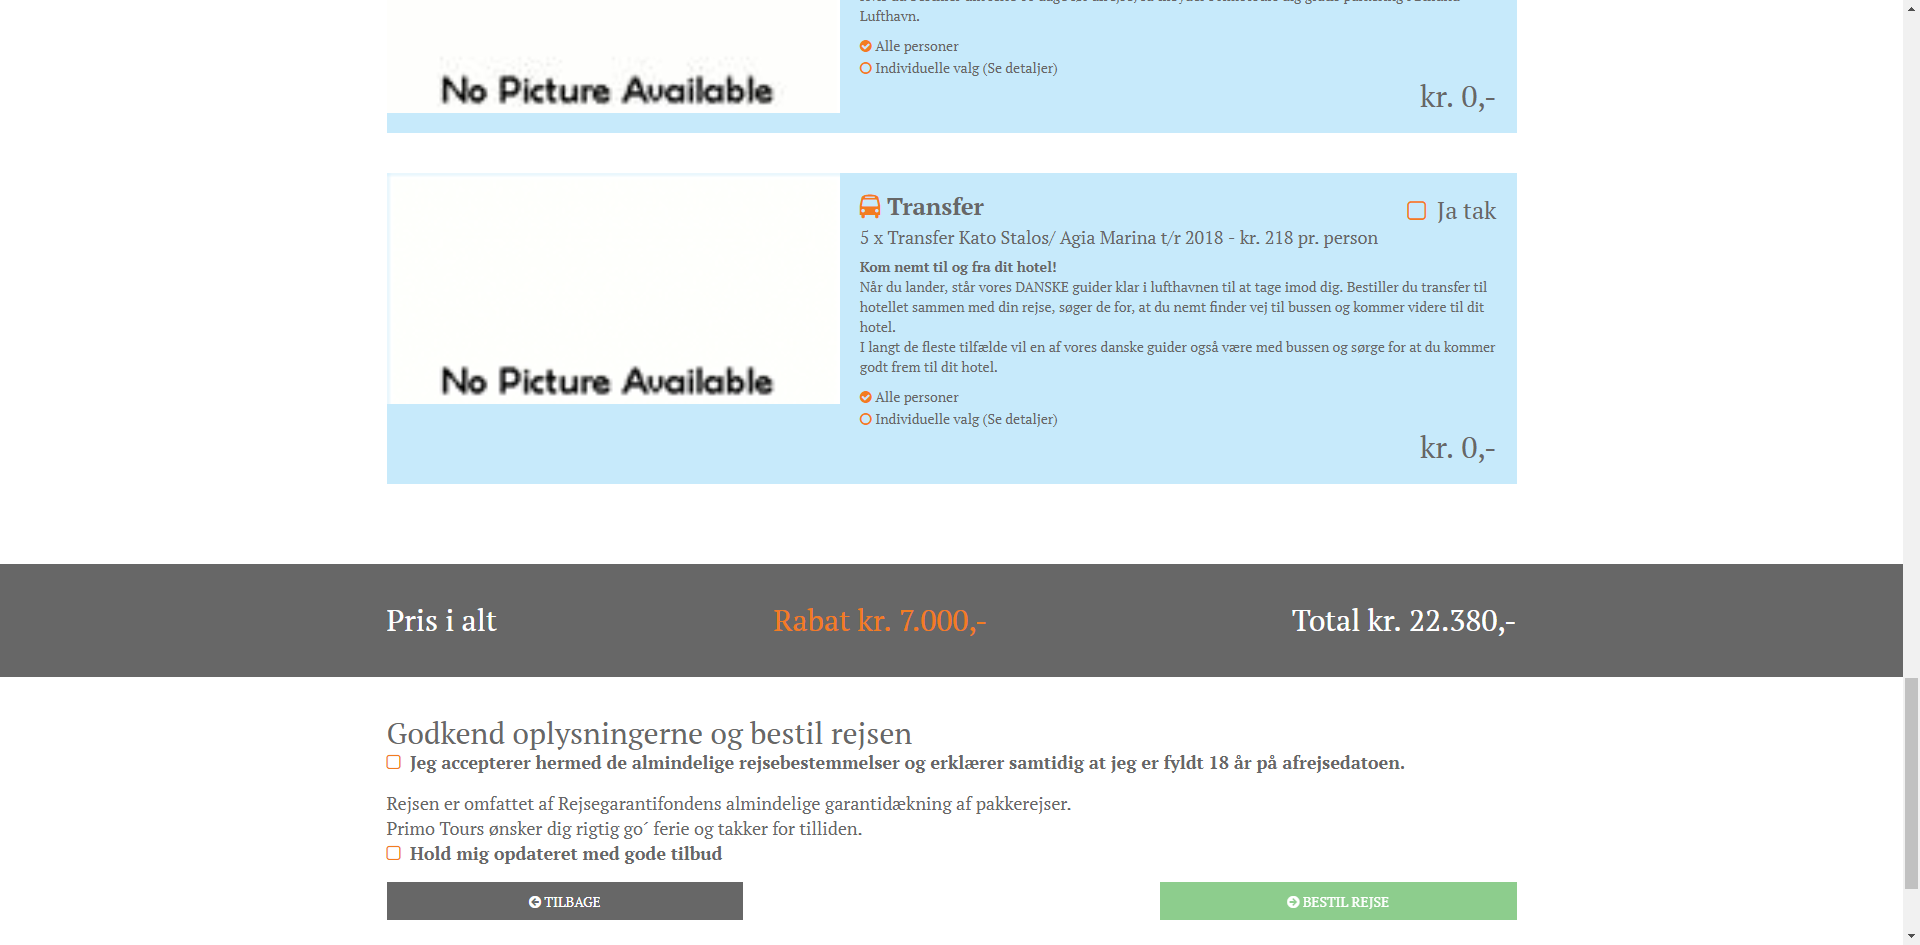 Lufthavn.
Alle personer
Individuelle valg (Se detaljer)
No Picture Available
kr. 0,-
Transfer
Ja tak
5 x Transfer Kato Stalos/ Agia Marina t/r 2018 - kr. 218 pr. person
Kom nemt til og fra dit hotel!
Når du lander, står vores DANSKE guider klar i lufthavnen til at tage imod dig. Bestiller du transfer til
hotellet sammen med din rejse, søger de for, at du nemt finder vej til bussen og kommer videre til dit
hotel.
I langt de fleste tilfælde vil en af vores danske guider også være med bussen og sørge for at du kommer
godt frem til dit hotel.
No Picture Available
Alle personer
Individuelle valg (Se detaljer)
kr. 0,-
Pris i alt
Rabat kr. 7.000,-
Total kr. 22.380,-
Godkend oplysningerne og bestil rejsen
Jeg accepterer hermed de almindelige rejsebestemmelser og erklærer samtidig at jeg er fyldt 18 år på afrejsedatoen.
Rejsen er omfattet af Rejsegarantifondens almindelige garantidækning af pakkerejser.
Primo Tours ønsker dig rigtig go´ ferie og takker for tilliden.
Hold mig opdateret med gode tilbud
TILBAGE
BESTIL REJSE